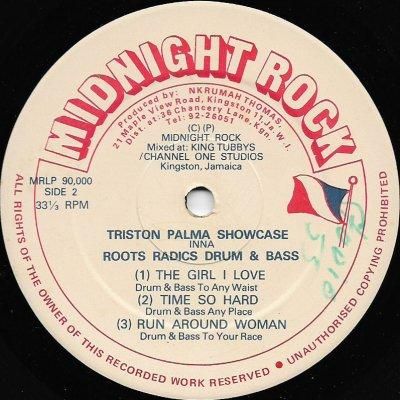 MIDNIGHT ROCK
Produced by: NKRUMAH THOMAS,
21 Maple View Road, Kingston 11, Ja. W.I.
Dist. at: 36 Chancery Lane, Kgn.
Tel: 92-26051
(C) (P)
MIDNIGHT ROCK
Mixed at: KING TUBBYS
/CHANNEL ONE STUDIOS
Kingston, Jamaica
MRLP 90,000
SIDE 2
33⅓ RPM
TRISTON PALMA SHOWCASE
INNA
ROOTS RADICS DRUM & BASS
(1) THE GIRL I LOVE
Drum & Bass To Any Waist
(2) TIME SO HARD
Drum & Bass Any Place
(3) RUN AROUND WOMAN
Drum & Bass To Your Race
ALL RIGHTS OF THE OWNER OF THIS RECORDED WORK RESERVED • UNAUTHORISED COPYING PROHIBITED